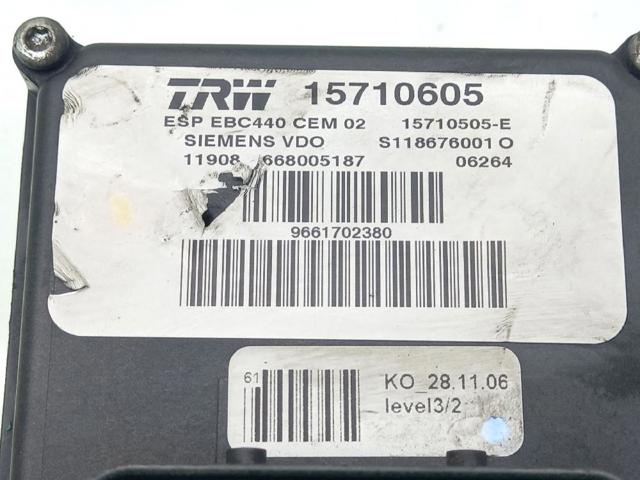 TRW 15710605
ESP EBC440 CEM 02 15710505-E
SIEMENS VDO S118676001 O
11908 668005187 06264
9661702380
61
KO_28.11.06
level3/2